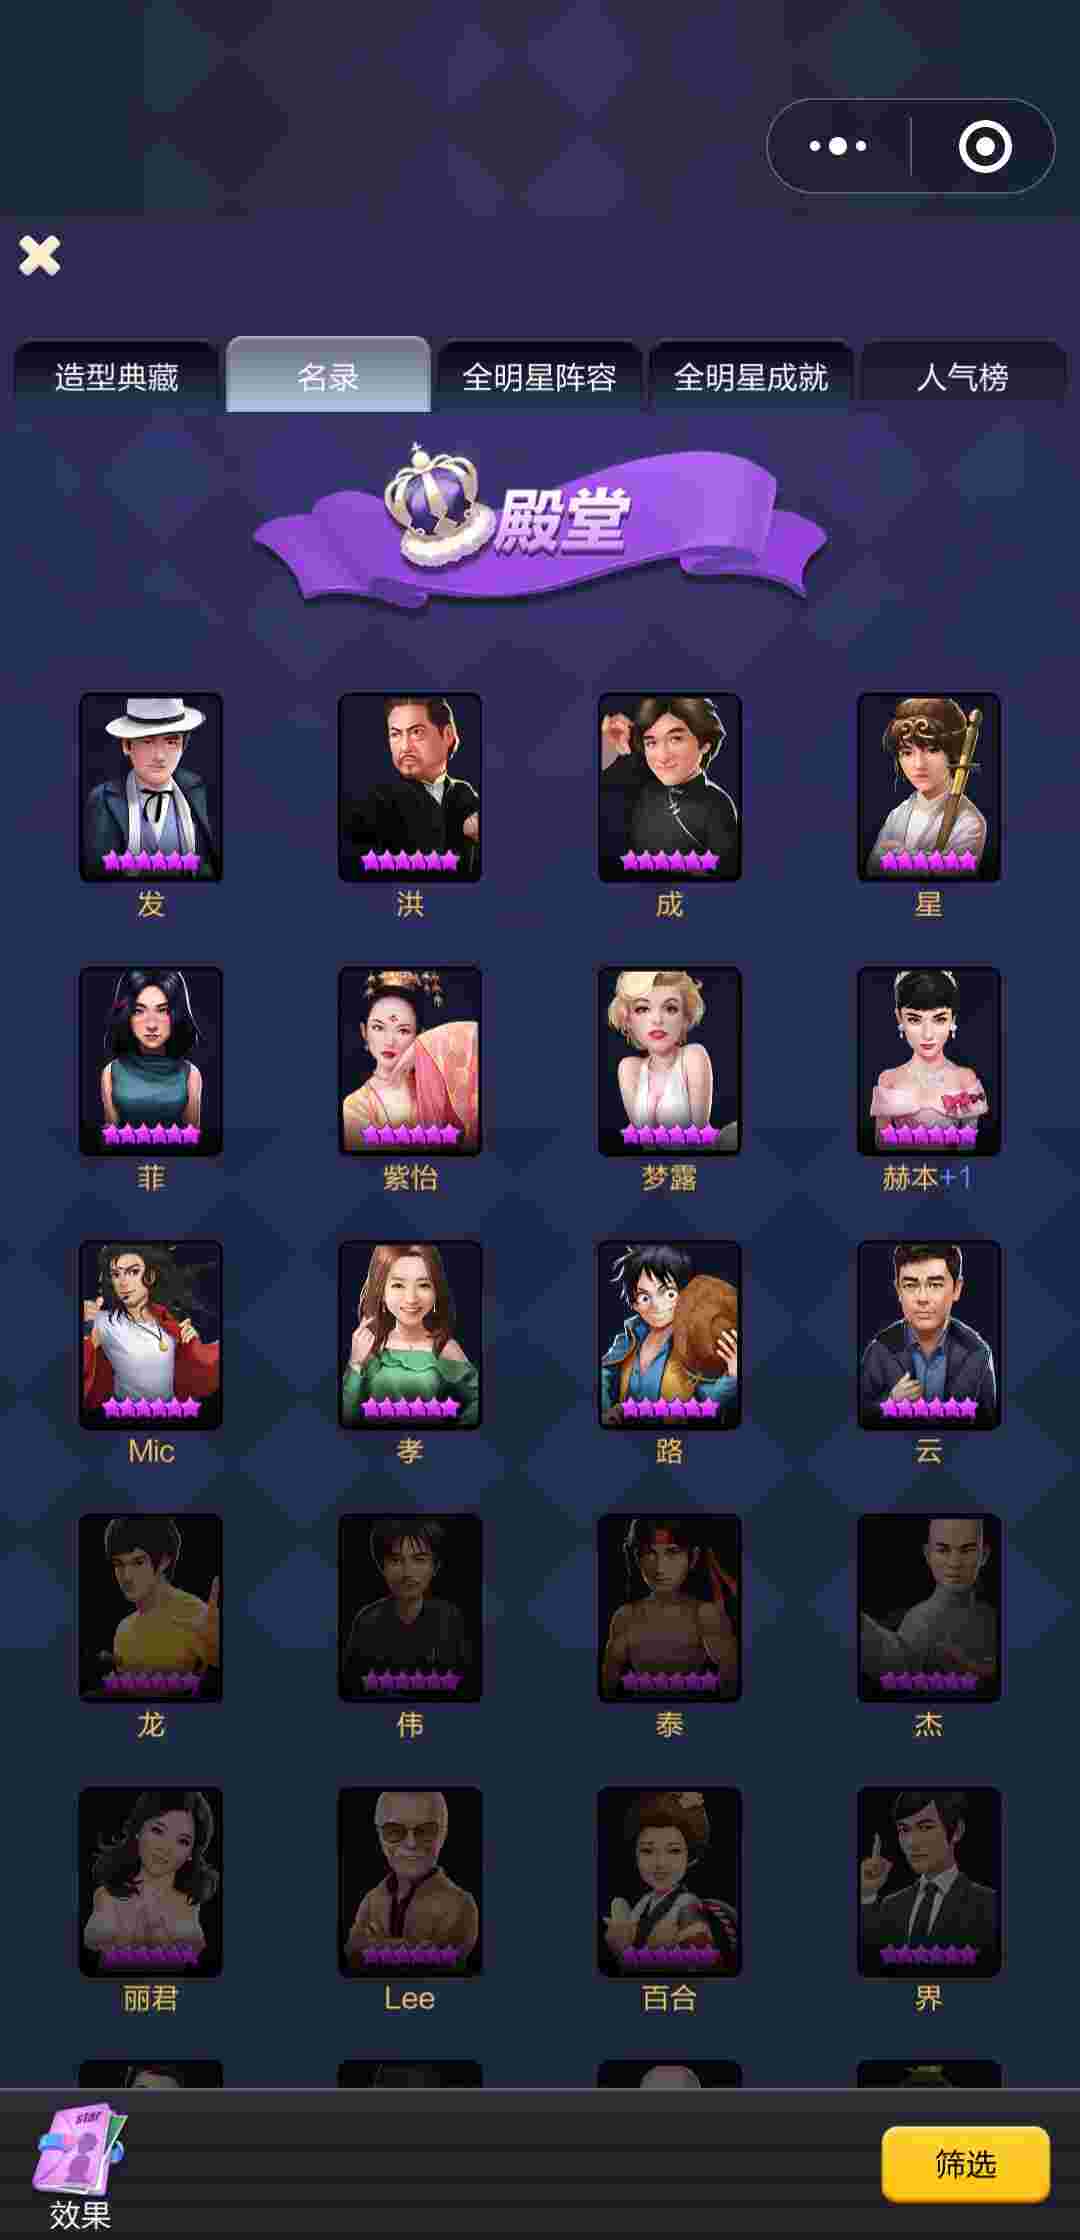 造型典藏 名录 全明星阵容 全明星成就 人气榜
殿堂
发 洪 成 星
菲 紫怡 梦露 赫本+1
Mic 孝 路 云
龙 伟 泰 杰
丽君 Lee 百合 界
star
效果
筛选